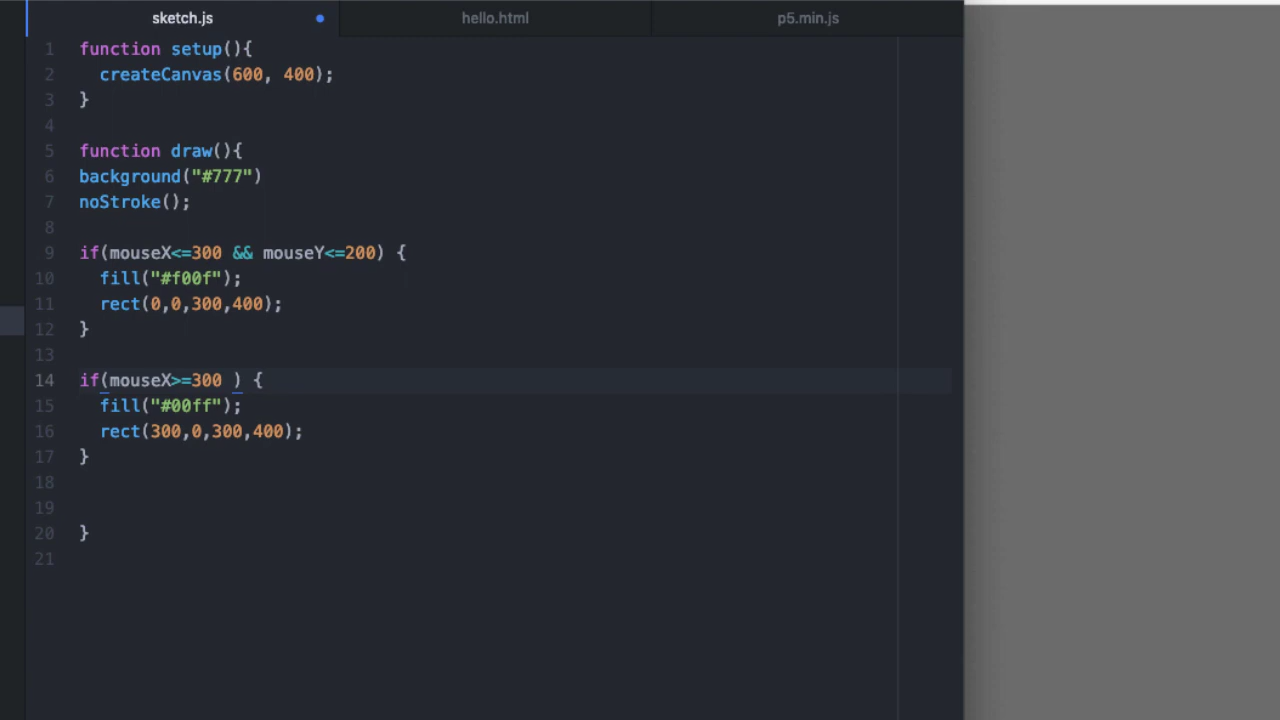 sketch.js hello.html p5.min.js
1 function setup(){
2 createCanvas(600, 400);
3 }
4
5 function draw(){
6 background("#777")
7 noStroke();
8
9 if(mouseX<=300 && mouseY<=200) {
10 fill("#f00f");
11 rect(0,0,300,400);
12 }
13
14 if(mouseX>=300 ) {
15 fill("#00ff");
16 rect(300,0,300,400);
17 }
18
19
20 }
21